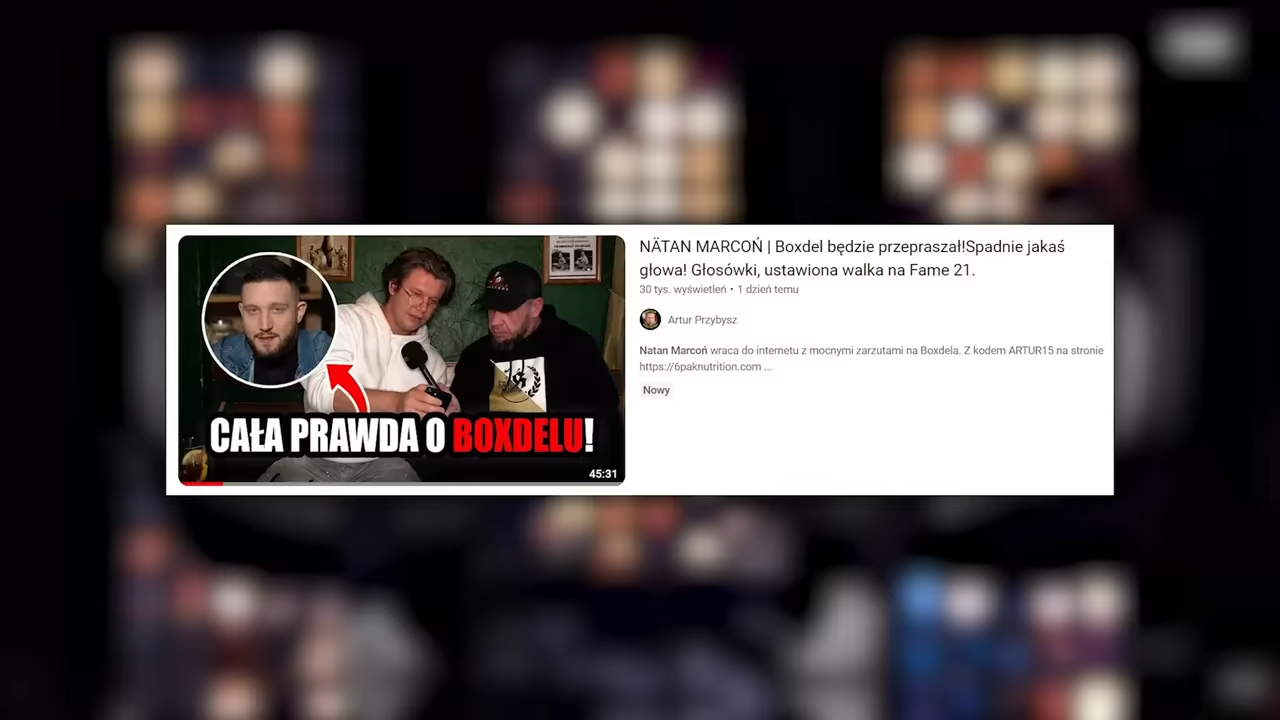 NÄTAN MARCOŃ | Boxdel będzie przepraszał!!Spadnie jakaś
głowa! Głosówki, ustawiona walka na Fame 21.
30 tys. wyświetleń • 1 dzień temu
Artur Przybysz
Natan Marcoń wraca do internetu z mocnymi zarzutami na Boxdela. Z kodem ARTUR15 na stronie
https://6paknutrition.com ...
Nowy
CAŁA PRAWDA O BOXDELU!
45:31